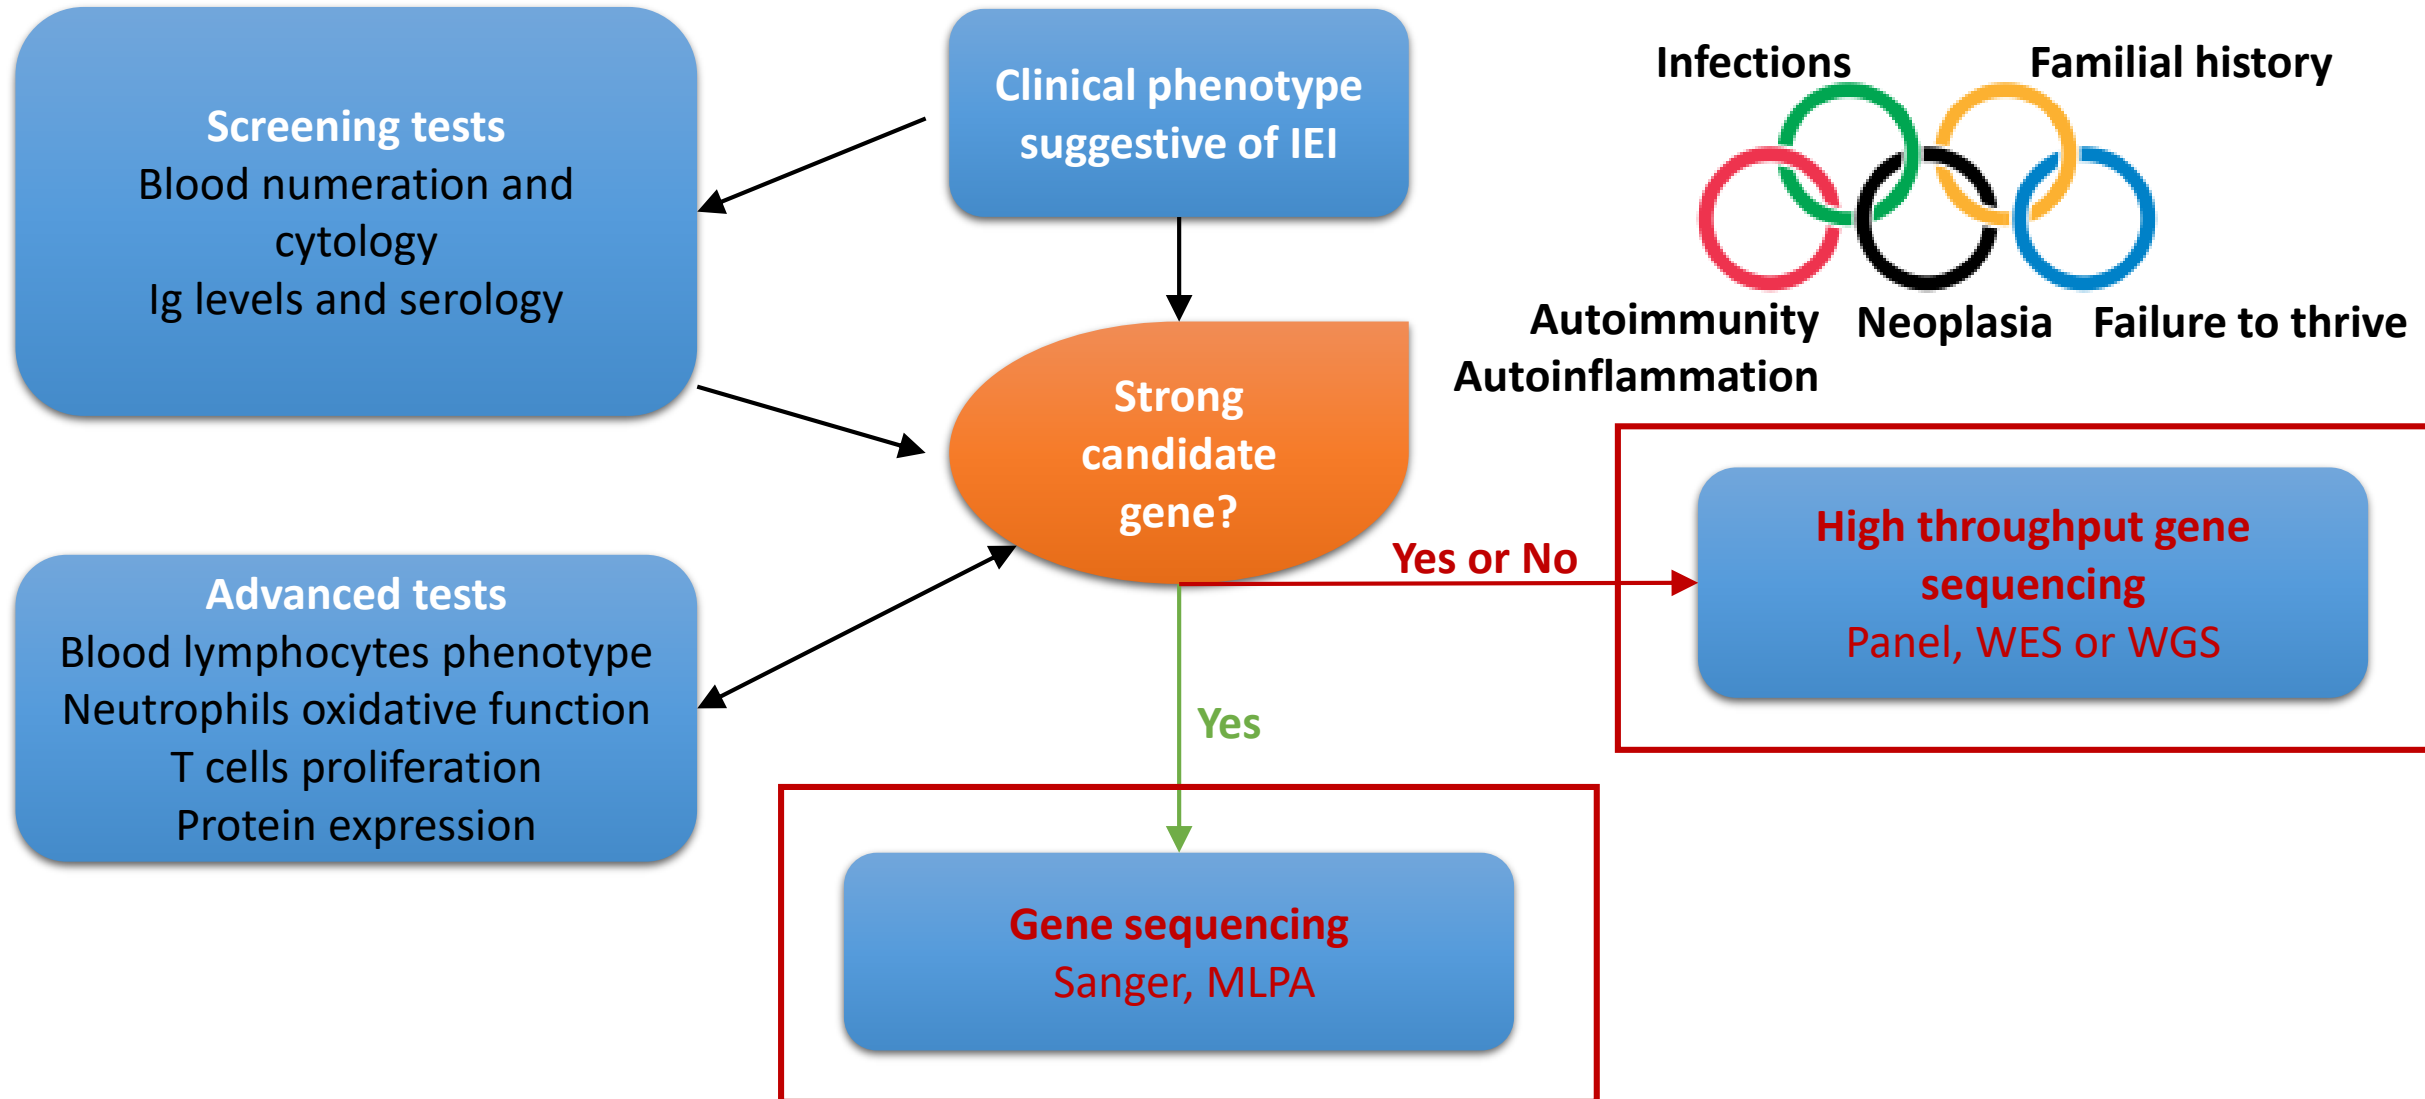 Screening tests
Blood numeration and
cytology
Ig levels and serology
Clinical phenotype
suggestive of IEI
Infections
Familial history
Autoimmunity
Autoinflammation
Neoplasia
Failure to thrive
Strong
candidate
gene?
Advanced tests
Blood lymphocytes phenotype
Neutrophils oxidative function
T cells proliferation
Protein expression
Yes or No
High throughput gene
sequencing
Panel, WES or WGS
Yes
Gene sequencing
Sanger, MLPA